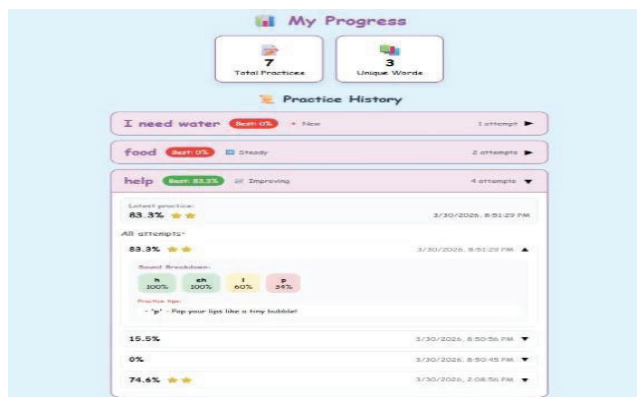 My Progress
7
Total Practices
3
Unique Words
Practice History
I need water Best: 0% New 1 attempt ▶
food Best: 0% Steady 2 attempts ▶
help Best: 83.3% Improving 4 attempts ▼
Latest practice:
83.3% 3/30/2026, 8:51:29 PM
All attempts:
83.3% 3/30/2026, 8:51:29 PM ▲
Sound Breakdown:
h eh l p
100% 100% 60% 34%
Practice tips:
- "p" - Pop your lips like a tiny bubble!
15.5% 3/30/2026, 8:50:56 PM ▼
0% 3/30/2026, 8:50:45 PM ▼
74.6% 3/30/2026, 2:08:56 PM ▼